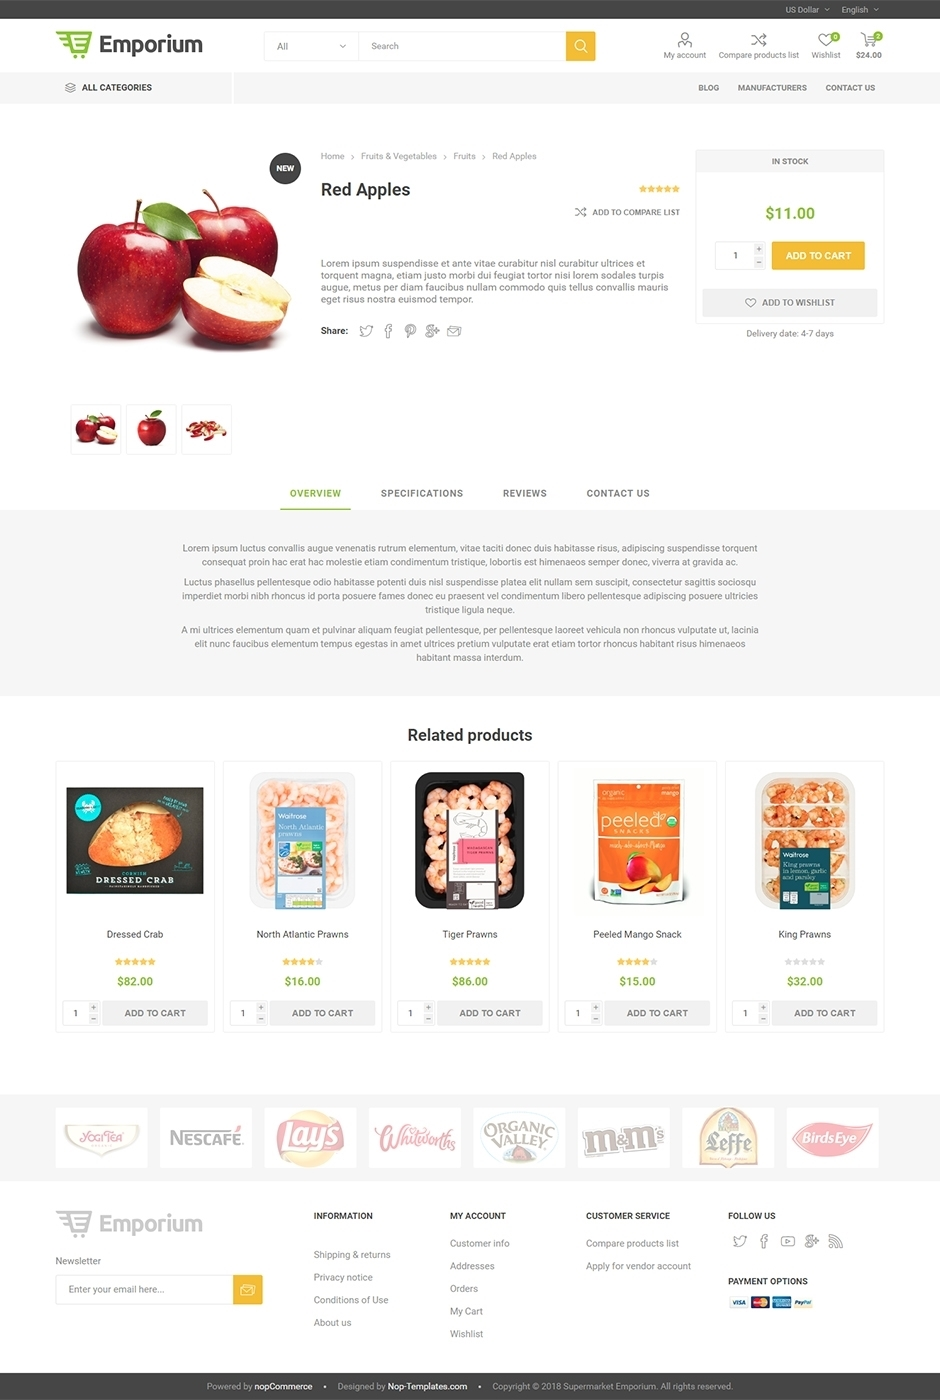 US Dollar English
Emporium
All Search
My account Compare products list Wishlist 0 $24.00 2
ALL CATEGORIES BLOG MANUFACTURERS CONTACT US
Home > Fruits & Vegetables > Fruits > Red Apples
NEW
Red Apples
ADD TO COMPARE LIST
Lorem ipsum suspendisse et ante vitae curabitur nisl curabitur ultrices et
torquent magna, etiam justo morbi dui feugiat tortor nisi lorem sodales turpis
augue, metus per diam faucibus nullam commodo quis tellus convallis mauris
eget risus nostra euismod tempor.
Share:
IN STOCK
$11.00
1 + − ADD TO CART
ADD TO WISHLIST
Delivery date: 4-7 days
OVERVIEW SPECIFICATIONS REVIEWS CONTACT US
Lorem ipsum luctus convallis augue venenatis rutrum elementum, vitae taciti donec duis habitasse risus, adipiscing suspendisse torquent
consequat proin hac erat hac molestie etiam condimentum tristique, lobortis est himenaeos semper donec, viverra at gravida ac.
Luctus phasellus pellentesque odio habitasse potenti duis nisl suspendisse platea elit nullam sem suscipit, consectetur sagittis sociosqu
imperdiet morbi nibh rhoncus id porta posuere fames donec eu praesent vel condimentum libero pellentesque adipiscing posuere ultricies
tristique ligula neque.
A mi ultrices elementum quam et pulvinar aliquam feugiat pellentesque, per pellentesque laoreet vehicula non rhoncus vulputate ut, lacinia
elit nunc faucibus elementum tempus egestas in amet ultrices pretium vulputate erat etiam tortor rhoncus habitant risus himenaeos
habitant massa interdum.
Related products
CORNISH
DRESSED CRAB
Waitrose
North Atlantic
prawns
organic mango
peeled
SNACKS
Waitrose
King prawns
in lemon, garlic
and parsley
Dressed Crab North Atlantic Prawns Tiger Prawns Peeled Mango Snack King Prawns
$82.00 $16.00 $86.00 $15.00 $32.00
1 + − ADD TO CART 1 + − ADD TO CART 1 + − ADD TO CART 1 + − ADD TO CART 1 + − ADD TO CART
YOGI TEA NESCAFÉ Lay's Whitworths ORGANIC VALLEY m&m's Leffe BirdsEye
Emporium
Newsletter
Enter your email here...
INFORMATION
Shipping & returns
Privacy notice
Conditions of Use
About us
MY ACCOUNT
Customer info
Addresses
Orders
My Cart
Wishlist
CUSTOMER SERVICE
Compare products list
Apply for vendor account
FOLLOW US
PAYMENT OPTIONS
VISA PayPal
Powered by nopCommerce • Designed by Nop-Templates.com • Copyright © 2018 Supermarket Emporium. All rights reserved.